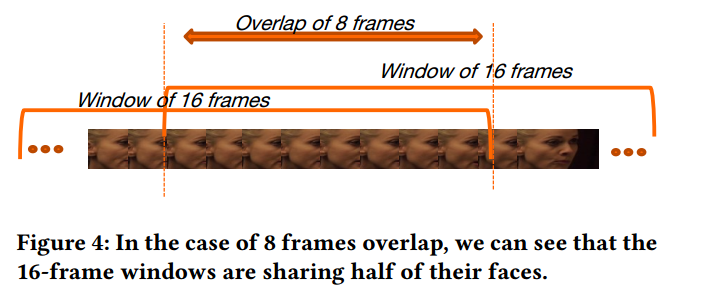 Overlap of 8 frames
Window of 16 frames
Window of 16 frames
Figure 4: In the case of 8 frames overlap, we can see that the
16-frame windows are sharing half of their faces.